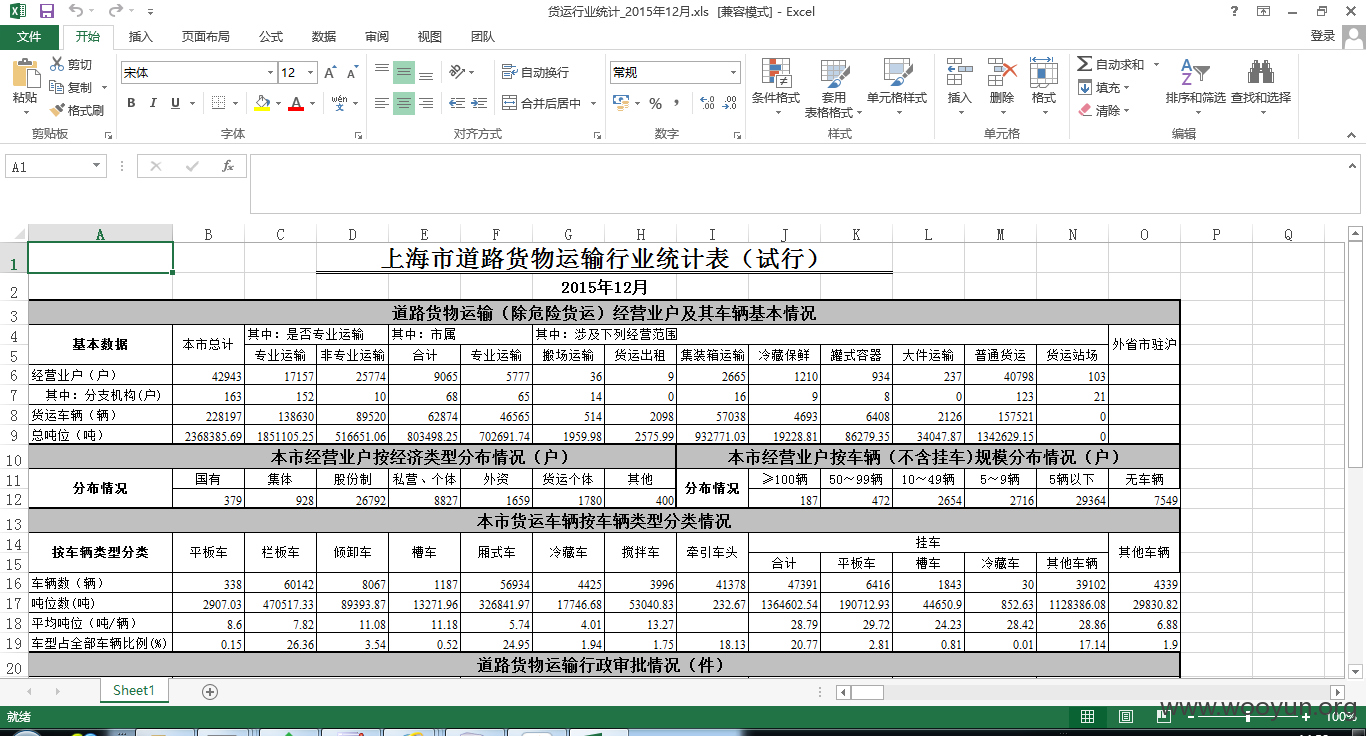 货运行业统计_2015年12月.xls [兼容模式] - Excel
文件 开始 插入 页面布局 公式 数据 审阅 视图 团队 登录
粘贴 剪切 复制 格式刷 剪贴板
宋体 12 B I U wén 字体
自动换行 合并后居中 对齐方式
常规 % 数字
条件格式 套用表格格式 单元格样式 样式
插入 删除 格式 单元格
自动求和 填充 清除 排序和筛选 查找和选择 编辑
A1 fx
A B C D E F G H I J K L M N O P Q
1 上海市道路货物运输行业统计表（试行）
2 2015年12月
3 道路货物运输（除危险货运）经营业户及其车辆基本情况
4 基本数据 本市总计 其中：是否专业运输 其中：市属 其中：涉及下列经营范围 外省市驻沪
5 专业运输 非专业运输 合计 专业运输 搬场运输 货运出租 集装箱运输 冷藏保鲜 罐式容器 大件运输 普通货运 货运站场
6 经营业户（户） 42943 17157 25774 9065 5777 36 9 2665 1210 934 237 40798 103
7 其中：分支机构(户) 163 152 10 68 65 14 0 16 9 8 0 123 21
8 货运车辆（辆） 228197 138630 89520 62874 46565 514 2098 57038 4693 6408 2126 157521 0
9 总吨位（吨） 2368385.69 1851105.25 516651.06 803498.25 702691.74 1959.98 2575.99 932771.03 19228.81 86279.35 34047.87 1342629.15 0
10 本市经营业户按经济类型分布情况（户） 本市经营业户按车辆（不含挂车)规模分布情况（户）
11 分布情况 国有 集体 股份制 私营、个体 外资 货运个体 其他 分布情况 ≥100辆 50～99辆 10～49辆 5～9辆 5辆以下 无车辆
12 379 928 26792 8827 1659 1780 400 187 472 2654 2716 29364 7549
13 本市货运车辆按车辆类型分类情况
14 按车辆类型分类 平板车 栏板车 倾卸车 槽车 厢式车 冷藏车 搅拌车 牵引车头 挂车 其他车辆
15 合计 平板车 槽车 冷藏车 其他车辆
16 车辆数（辆） 338 60142 8067 1187 56934 4425 3996 41378 47391 6416 1843 30 39102 4339
17 吨位数(吨) 2907.03 470517.33 89393.87 13271.96 326841.97 17746.68 53040.83 232.67 1364602.54 190712.93 44650.9 852.63 1128386.08 29830.82
18 平均吨位（吨/辆） 8.6 7.82 11.08 11.18 5.74 4.01 13.27 28.79 29.72 24.23 28.42 28.86 6.88
19 车型占全部车辆比例(%) 0.15 26.36 3.54 0.52 24.95 1.94 1.75 18.13 20.77 2.81 0.81 0.01 17.14 1.9
20 道路货物运输行政审批情况（件）
Sheet1
就绪 100%
www.wooyun.org